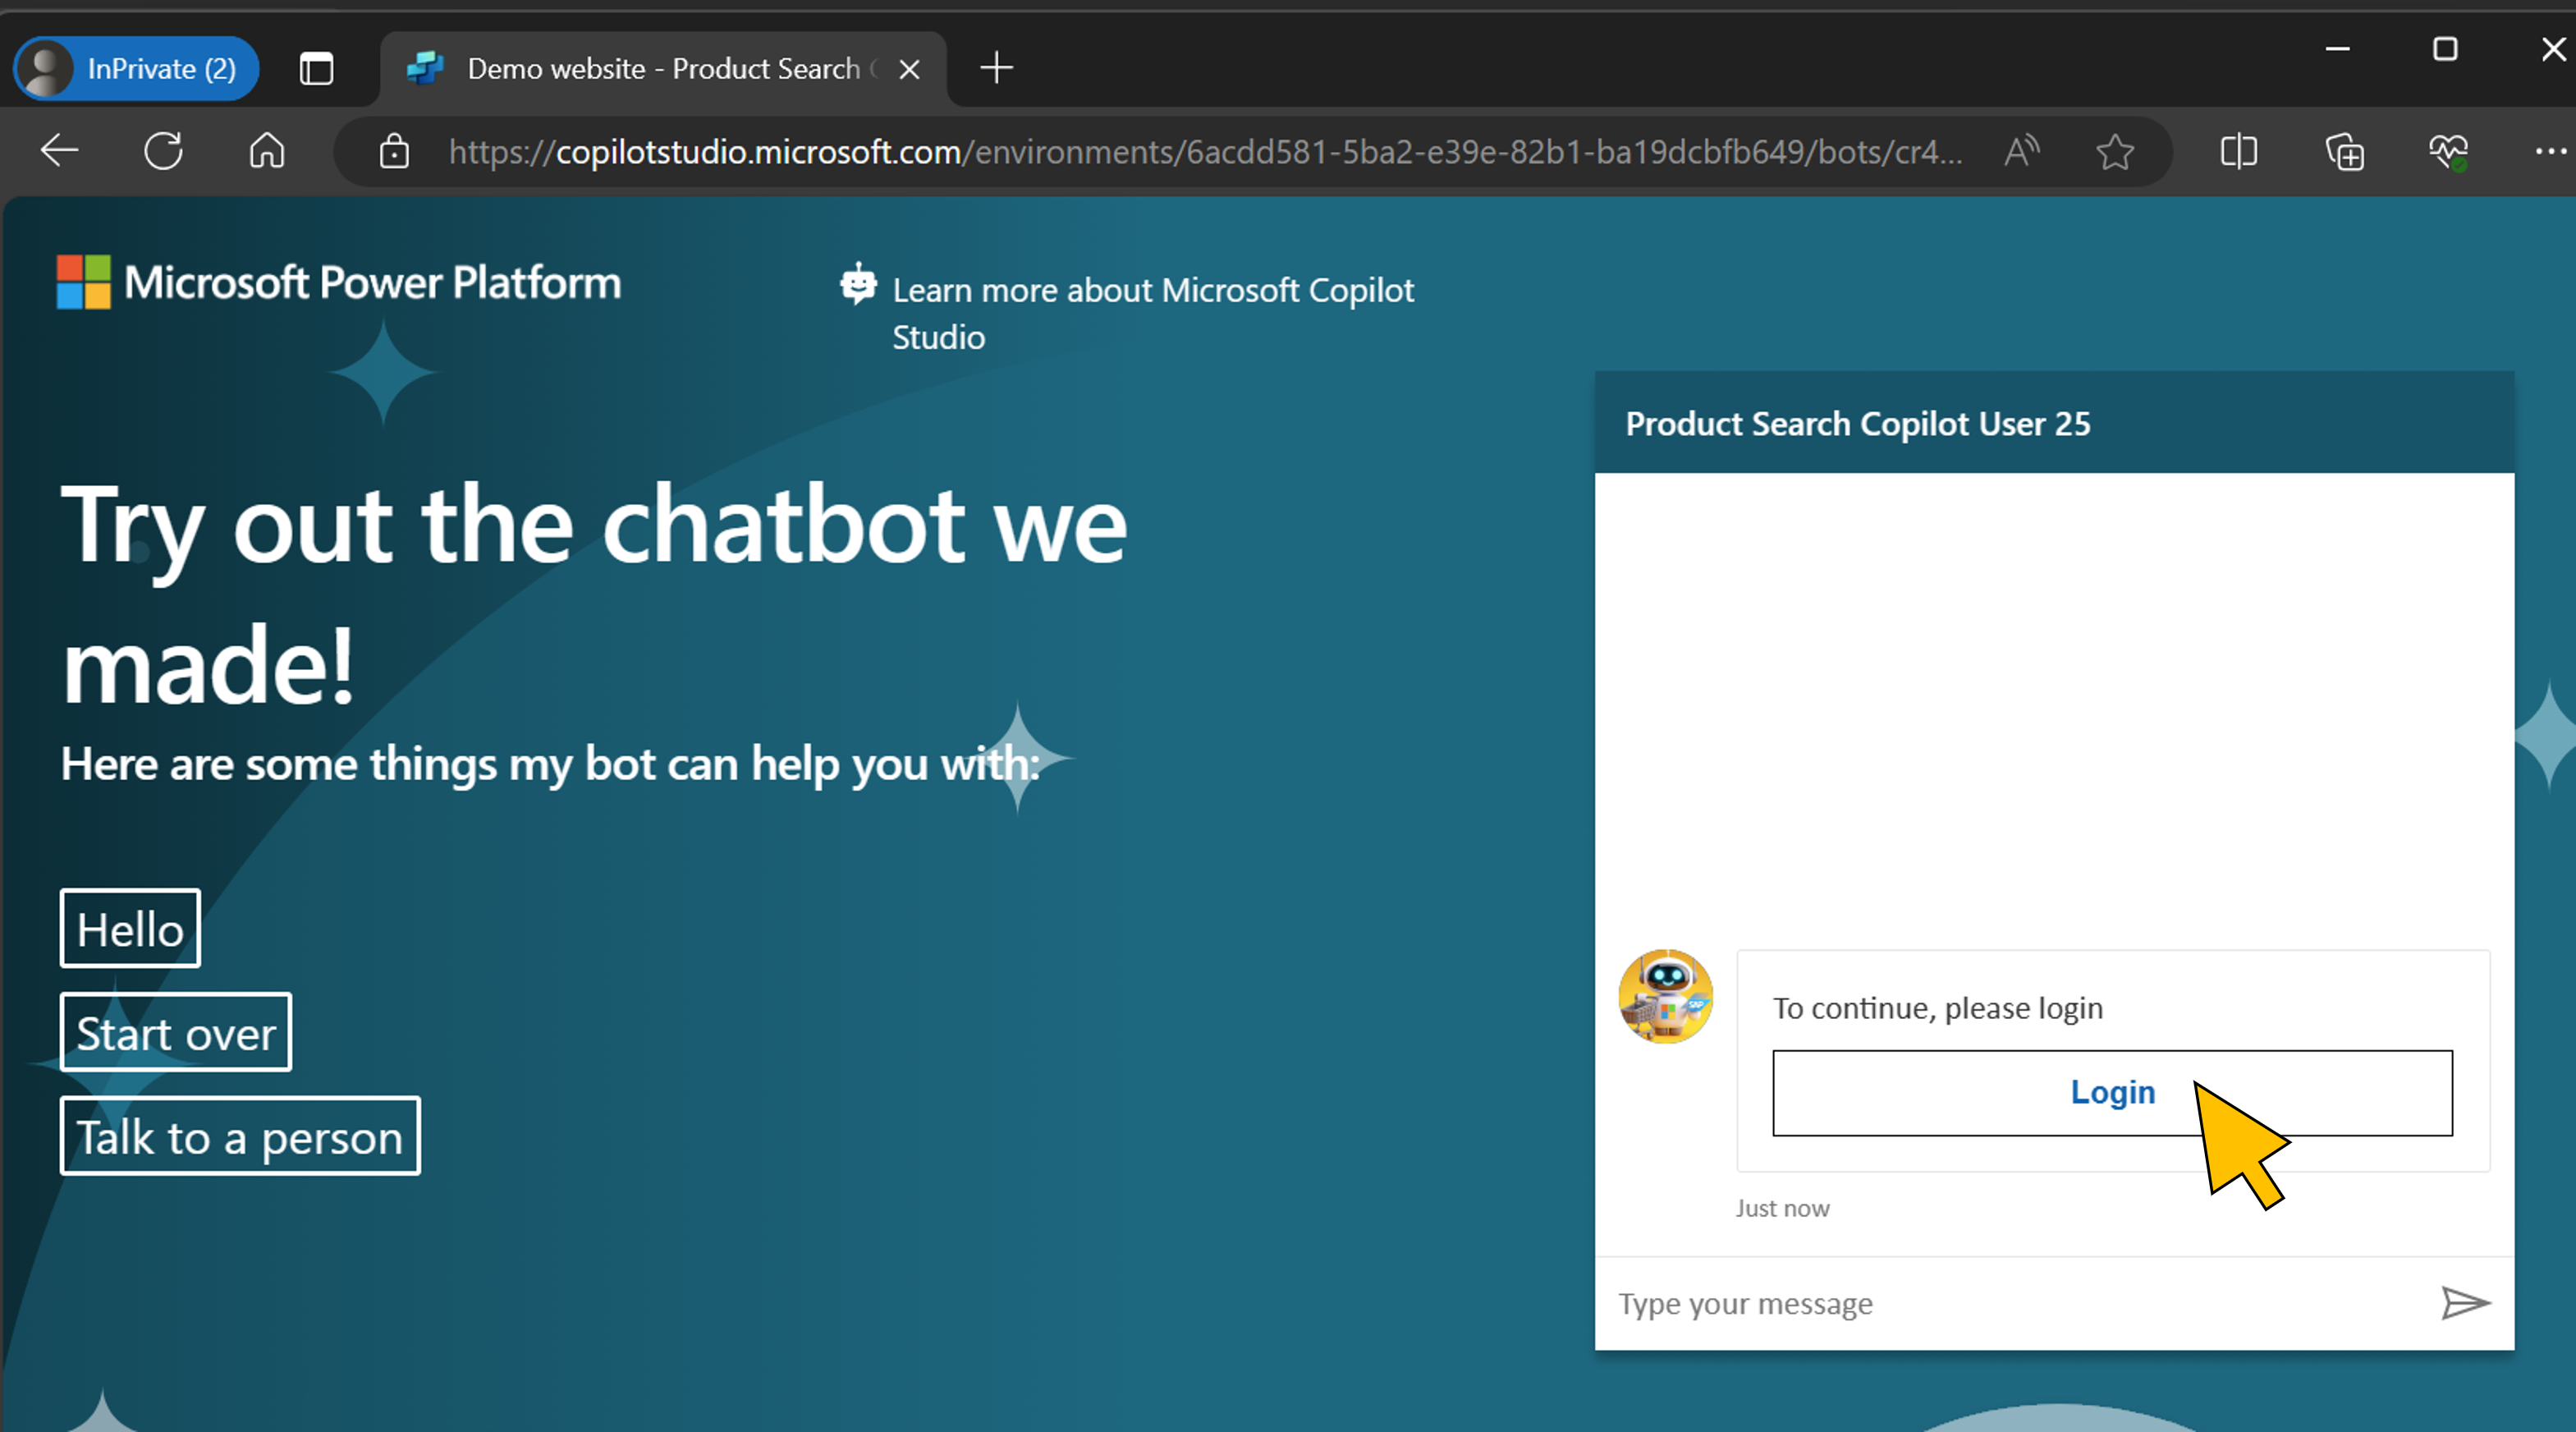 InPrivate (2)
Demo website - Product Search
https://copilotstudio.microsoft.com/environments/6acdd581-5ba2-e39e-82b1-ba19dcbfb649/bots/cr4...
Microsoft Power Platform
Learn more about Microsoft Copilot
Studio
Try out the chatbot we
made!
Here are some things my bot can help you with:
Hello
Start over
Talk to a person
Product Search Copilot User 25
SAP
To continue, please login
Login
Just now
Type your message